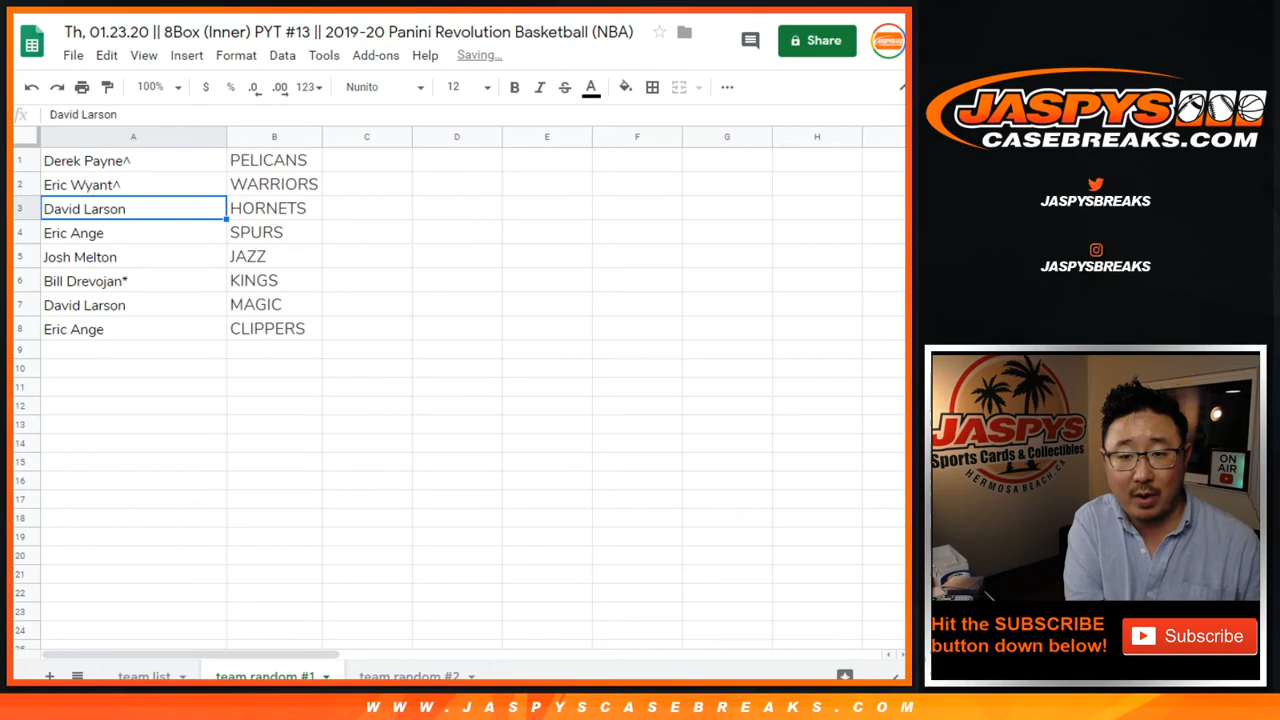 Th, 01.23.20 || 8Box (Inner) PYT #13 || 2019-20 Panini Revolution Basketball (NBA)
File Edit View Insert Format Data Tools Add-ons Help Saving...
Share
100% $ % .0 .00 123 Nunito 12 B I S A
fx David Larson
A B C D E F G H
1 Derek Payne^ PELICANS
2 Eric Wyant^ WARRIORS
3 David Larson HORNETS
4 Eric Ange SPURS
5 Josh Melton JAZZ
6 Bill Drevojan* KINGS
7 David Larson MAGIC
8 Eric Ange CLIPPERS
9
10
11
12
13
14
15
16
17
18
19
20
21
22
23
24
team list team random #1 team random #2
JASPYS
CASEBREAKS.COM
JASPYSBREAKS
JASPYSBREAKS
JASPYS
Sports Cards & Collectibles
HERMOSA BEACH, CA
ON
AIR
Hit the SUBSCRIBE
button down below!
Subscribe
WWW.JASPYSCASEBREAKS.COM